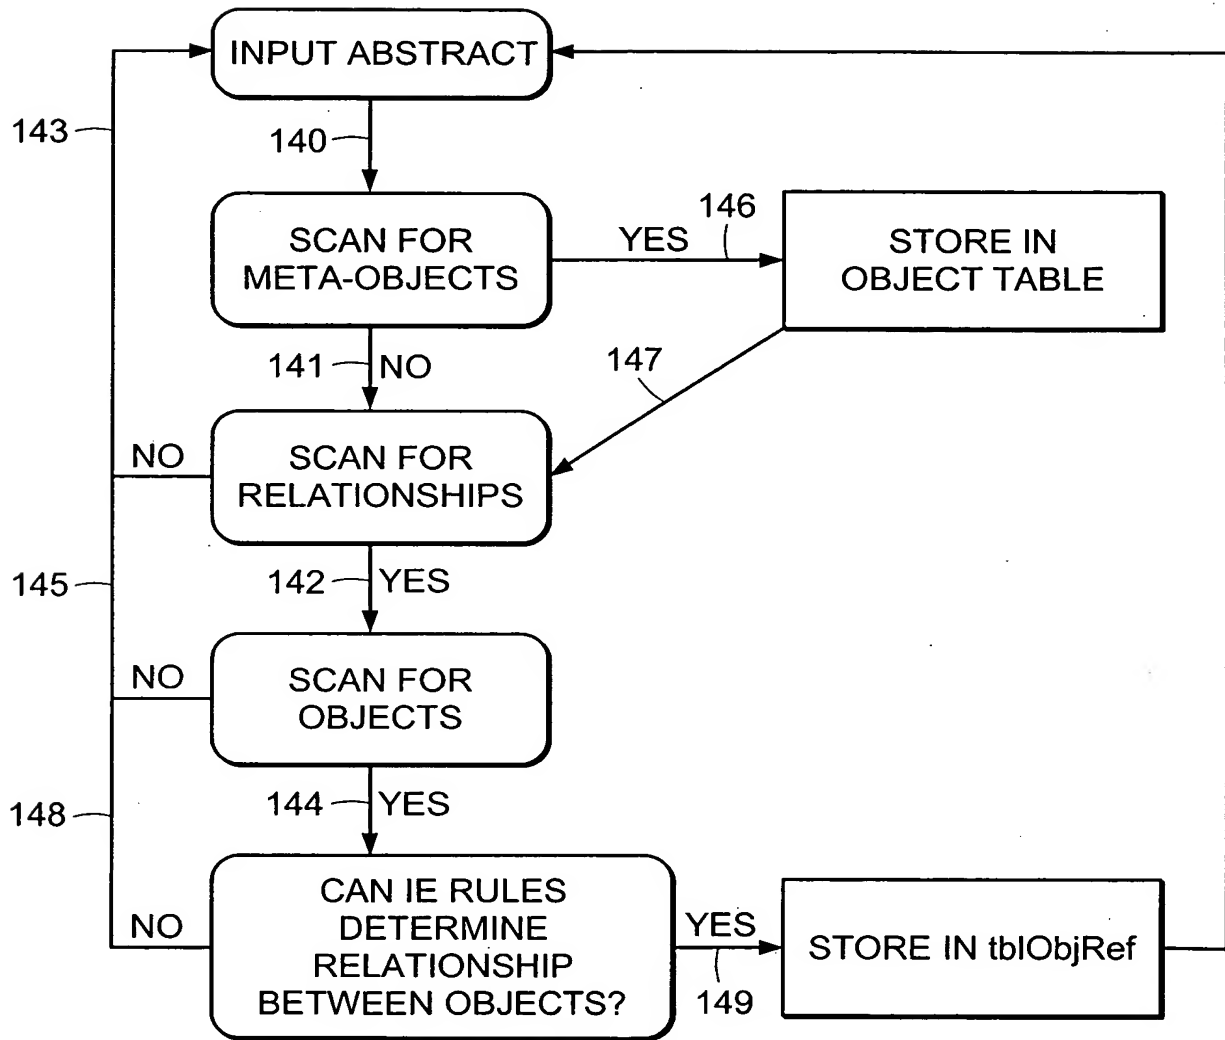 INPUT ABSTRACT
143
140
SCAN FOR
META-OBJECTS
YES
146
STORE IN
OBJECT TABLE
141
NO
147
NO
SCAN FOR
RELATIONSHIPS
145
142
YES
NO
SCAN FOR
OBJECTS
148
144
YES
NO
CAN IE RULES
DETERMINE
RELATIONSHIP
BETWEEN OBJECTS?
YES
149
STORE IN tblObjRef